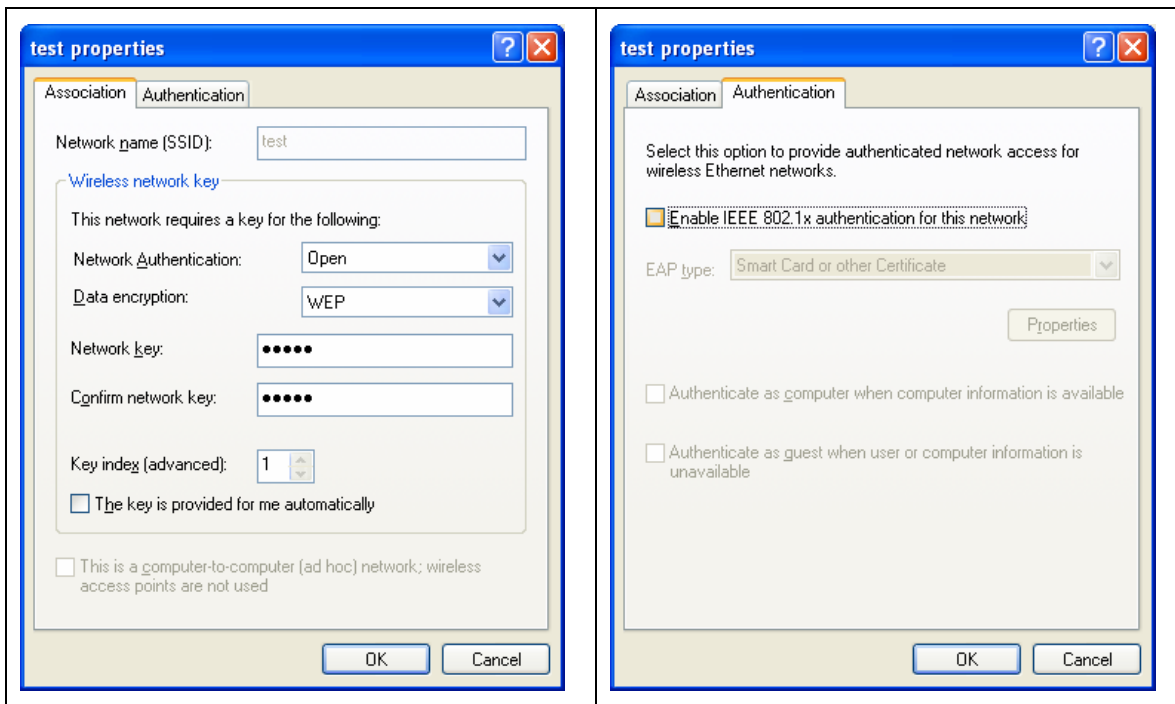 test properties
Association
Authentication
Network name (SSID):
test
Wireless network key
This network requires a key for the following:
Network Authentication:
Open
Data encryption:
WEP
Network key:
•••••
Confirm network key:
•••••
Key index (advanced):
1
The key is provided for me automatically
This is a computer-to-computer (ad hoc) network; wireless
access points are not used
OK
Cancel
test properties
Association
Authentication
Select this option to provide authenticated network access for
wireless Ethernet networks.
Enable IEEE 802.1x authentication for this network
EAP type:
Smart Card or other Certificate
Properties
Authenticate as computer when computer information is available
Authenticate as guest when user or computer information is
unavailable
OK
Cancel